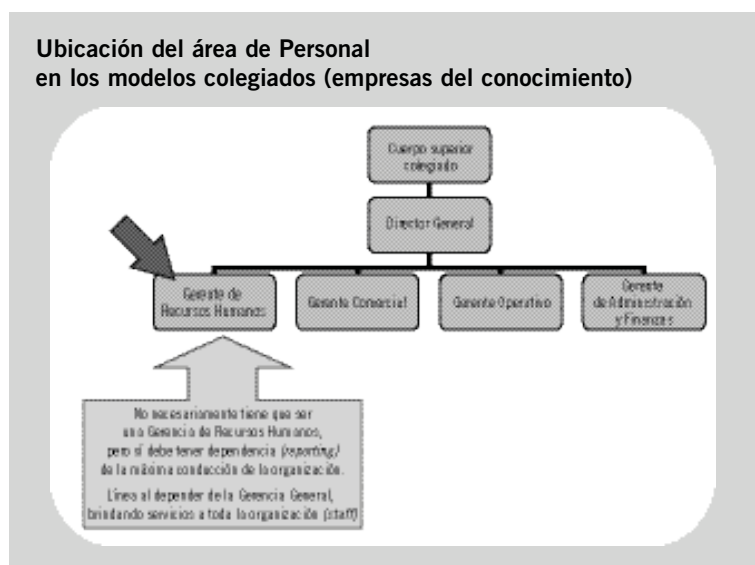 Ubicación del área de Personal
en los modelos colegiados (empresas del conocimiento)
Cuerpo superior
colegiado
Director General
Gerente de
Recursos Humanos
Gerente Comercial
Gerente Operativo
Gerente
de Administración
y Finanzas
No necesariamente tiene que ser
una Gerencia de Recursos Humanos,
pero sí debe tener dependencia (reporting)
de la máxima conducción de la organización.
Línea al depender de la Gerencia General,
brindando servicios a toda la organización (staff)